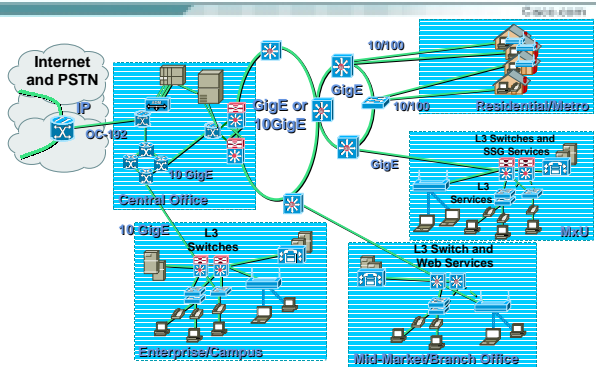 Cisco.com
Internet
and PSTN
IP
OC-192
10 GigE
Central Office
GigE or
10GigE
10/100
GigE
10/100
Residential/Metro
GigE
L3 Switches and
SSG Services
L3
Services
MxU
10 GigE
L3
Switches
Enterprise/Campus
L3 Switch and
Web Services
Mid-Market/Branch Office